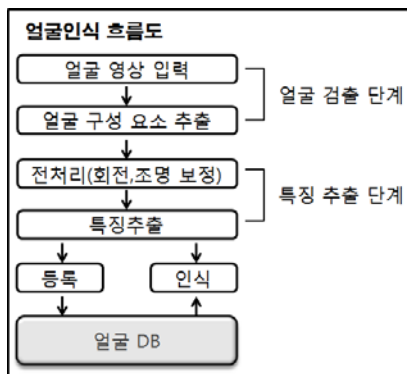 얼굴인식 흐름도
얼굴 영상 입력
얼굴 검출 단계
얼굴 구성 요소 추출
전처리(회전,조명 보정)
특징 추출 단계
특징추출
등록
인식
얼굴 DB